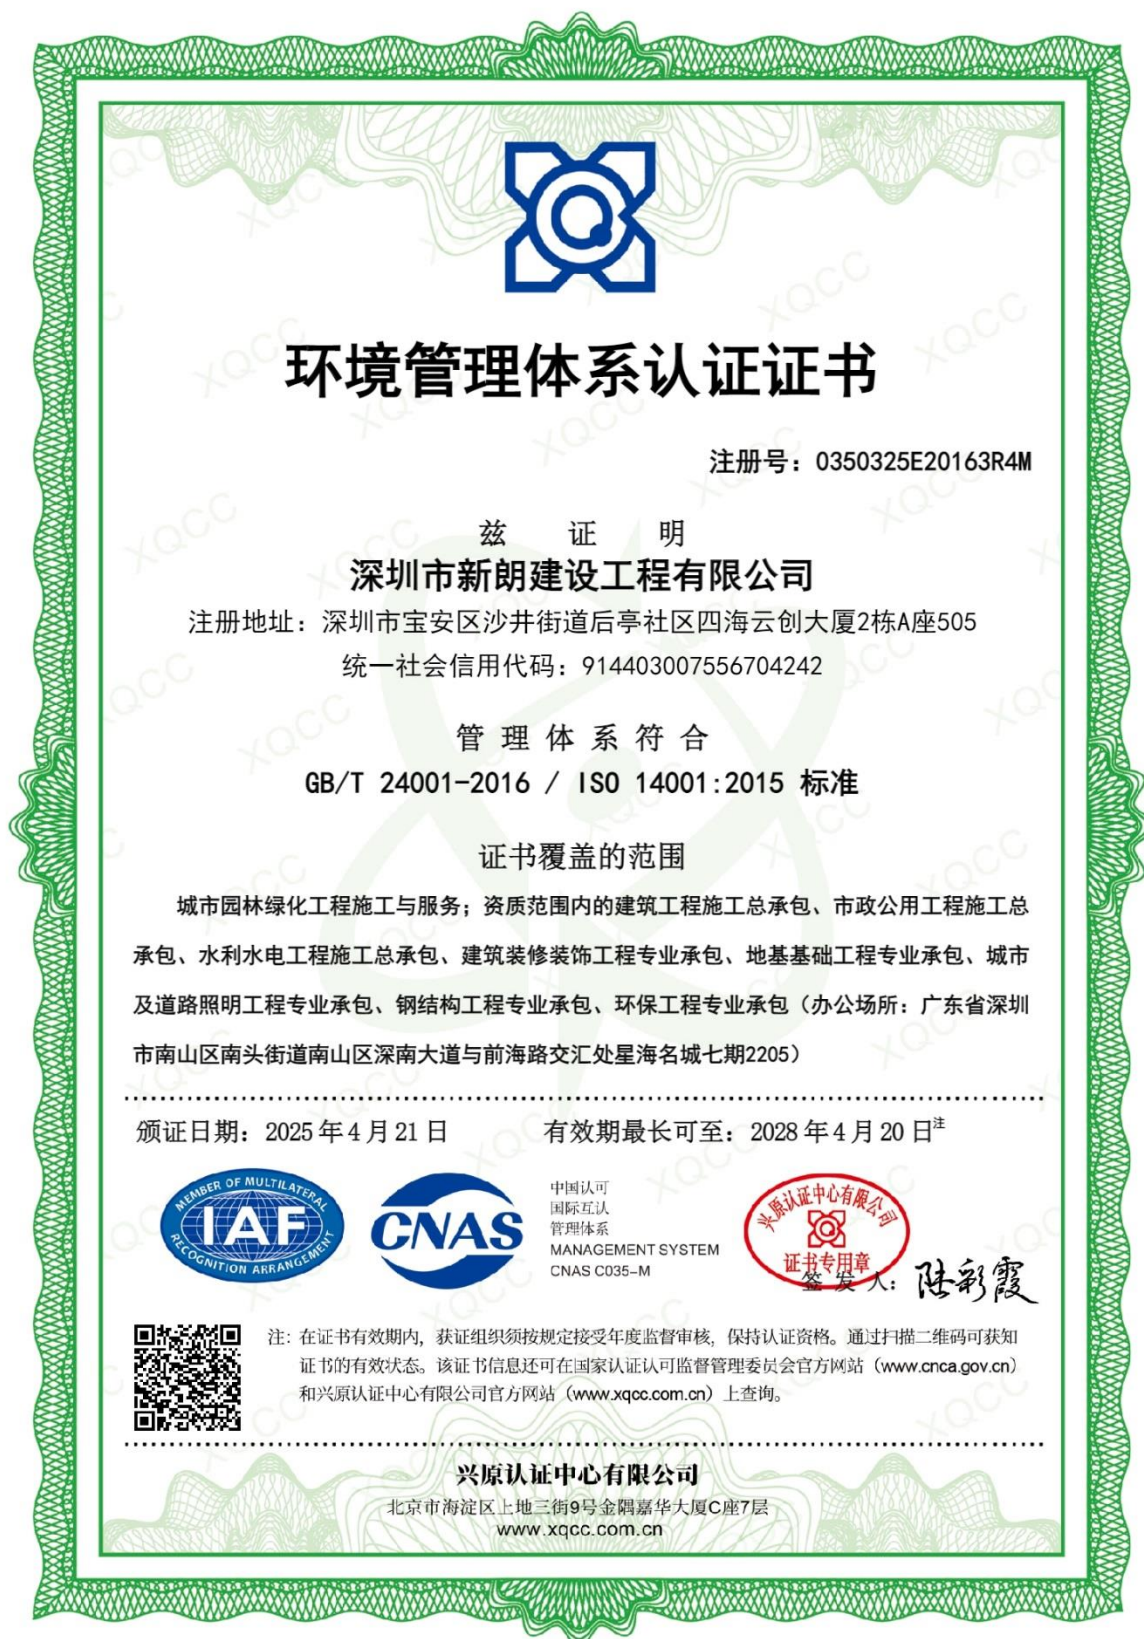 环境管理体系认证证书
注册号：0350325E20163R4M
兹 证 明
深圳市新朗建设工程有限公司
注册地址：深圳市宝安区沙井街道后亭社区四海云创大厦2栋A座505
统一社会信用代码：914403007556704242
管 理 体 系 符 合
GB/T 24001-2016 / ISO 14001:2015 标准
证书覆盖的范围
城市园林绿化工程施工与服务；资质范围内的建筑工程施工总承包、市政公用工程施工总
承包、水利水电工程施工总承包、建筑装修装饰工程专业承包、地基基础工程专业承包、城市
及道路照明工程专业承包、钢结构工程专业承包、环保工程专业承包（办公场所：广东省深圳
市南山区南头街道南山区深南大道与前海路交汇处星海名城七期2205）
颁证日期：2025年4月21日 有效期最长可至：2028年4月20日注
MEMBER OF MULTILATERAL
IAF
RECOGNITION ARRANGEMENT
CNAS
中国认可
国际互认
管理体系
MANAGEMENT SYSTEM
CNAS C035-M
兴原认证中心有限公司
证书专用章
签 发 人：陆彩霞
注：在证书有效期内，获证组织须按规定接受年度监督审核，保持认证资格。通过扫描二维码可获知
证书的有效状态。该证书信息还可在国家认证认可监督管理委员会官方网站（www.cnca.gov.cn）
和兴原认证中心有限公司官方网站（www.xqcc.com.cn）上查询。
兴原认证中心有限公司
北京市海淀区上地三街9号金隅嘉华大厦C座7层
www.xqcc.com.cn